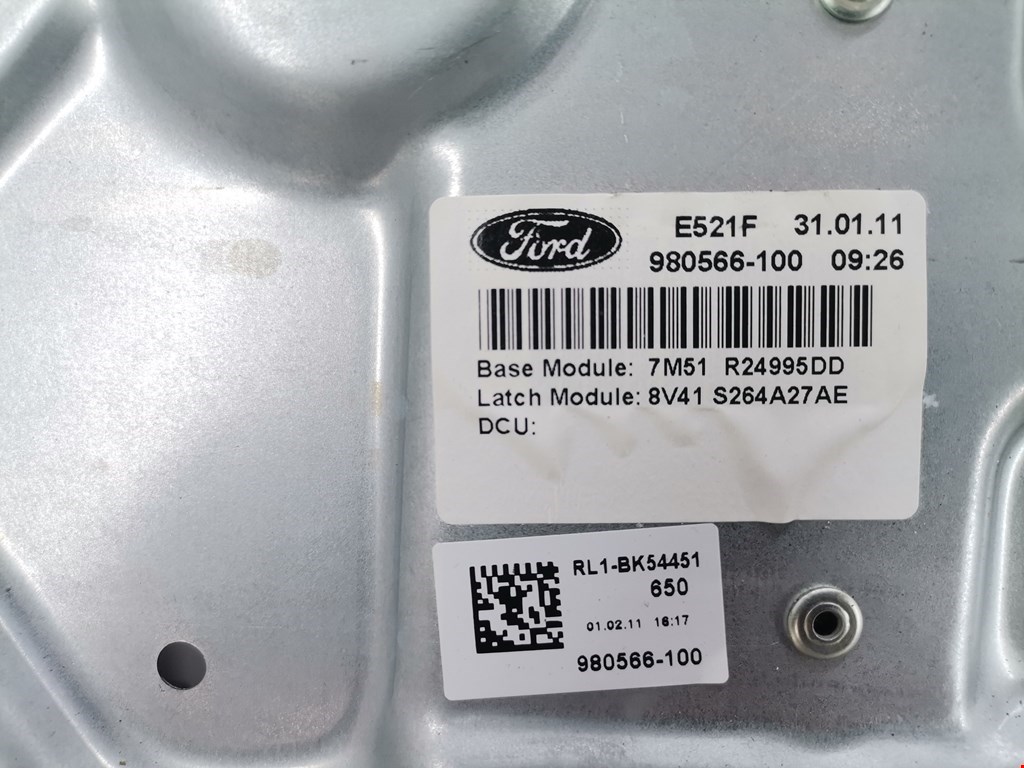 Ford
E521F 31.01.11
980566-100 09:26
Base Module: 7M51 R24995DD
Latch Module: 8V41 S264A27AE
DCU:
RL1-BK54451
650
01.02.11 16:17
980566-100